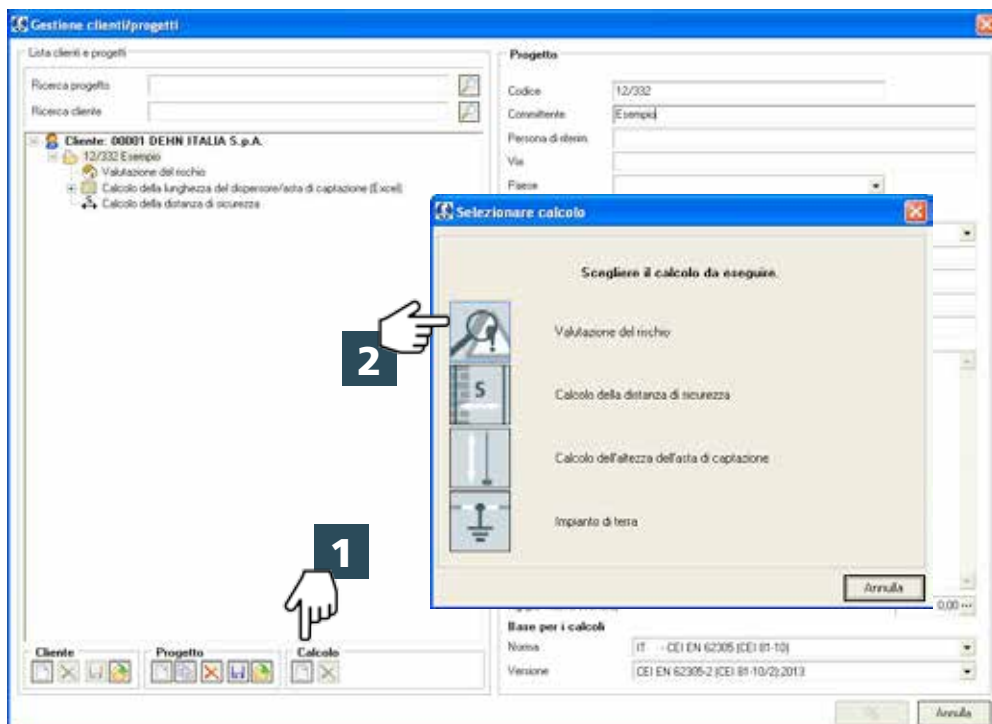 Gestione clienti/progetti
Lista clienti e progetti
Ricerca progetto
Ricerca cliente
Cliente: 00001 DEHN ITALIA S.p.A.
12/332 Esempio
Valutazione del rischio
Calcolo della lunghezza del dispersore/asta di captazione (Excel)
Calcolo della distanza di sicurezza
Progetto
Codice 12/332
Committente Esempio
Persona di riferim.
Via
Paese
Selezionare calcolo
Scegliere il calcolo da eseguire.
Valutazione del rischio
S
Calcolo della distanza di sicurezza
Calcolo dell'altezza dell'asta di captazione
Impianto di terra
Annulla
2
1
0,00 ...
Base per i calcoli
Norma IT - CEI EN 62305 (CEI 81-10)
Versione CEI EN 62305-2 (CEI 81-10/2):2013
Cliente
Progetto
Calcolo
Annulla